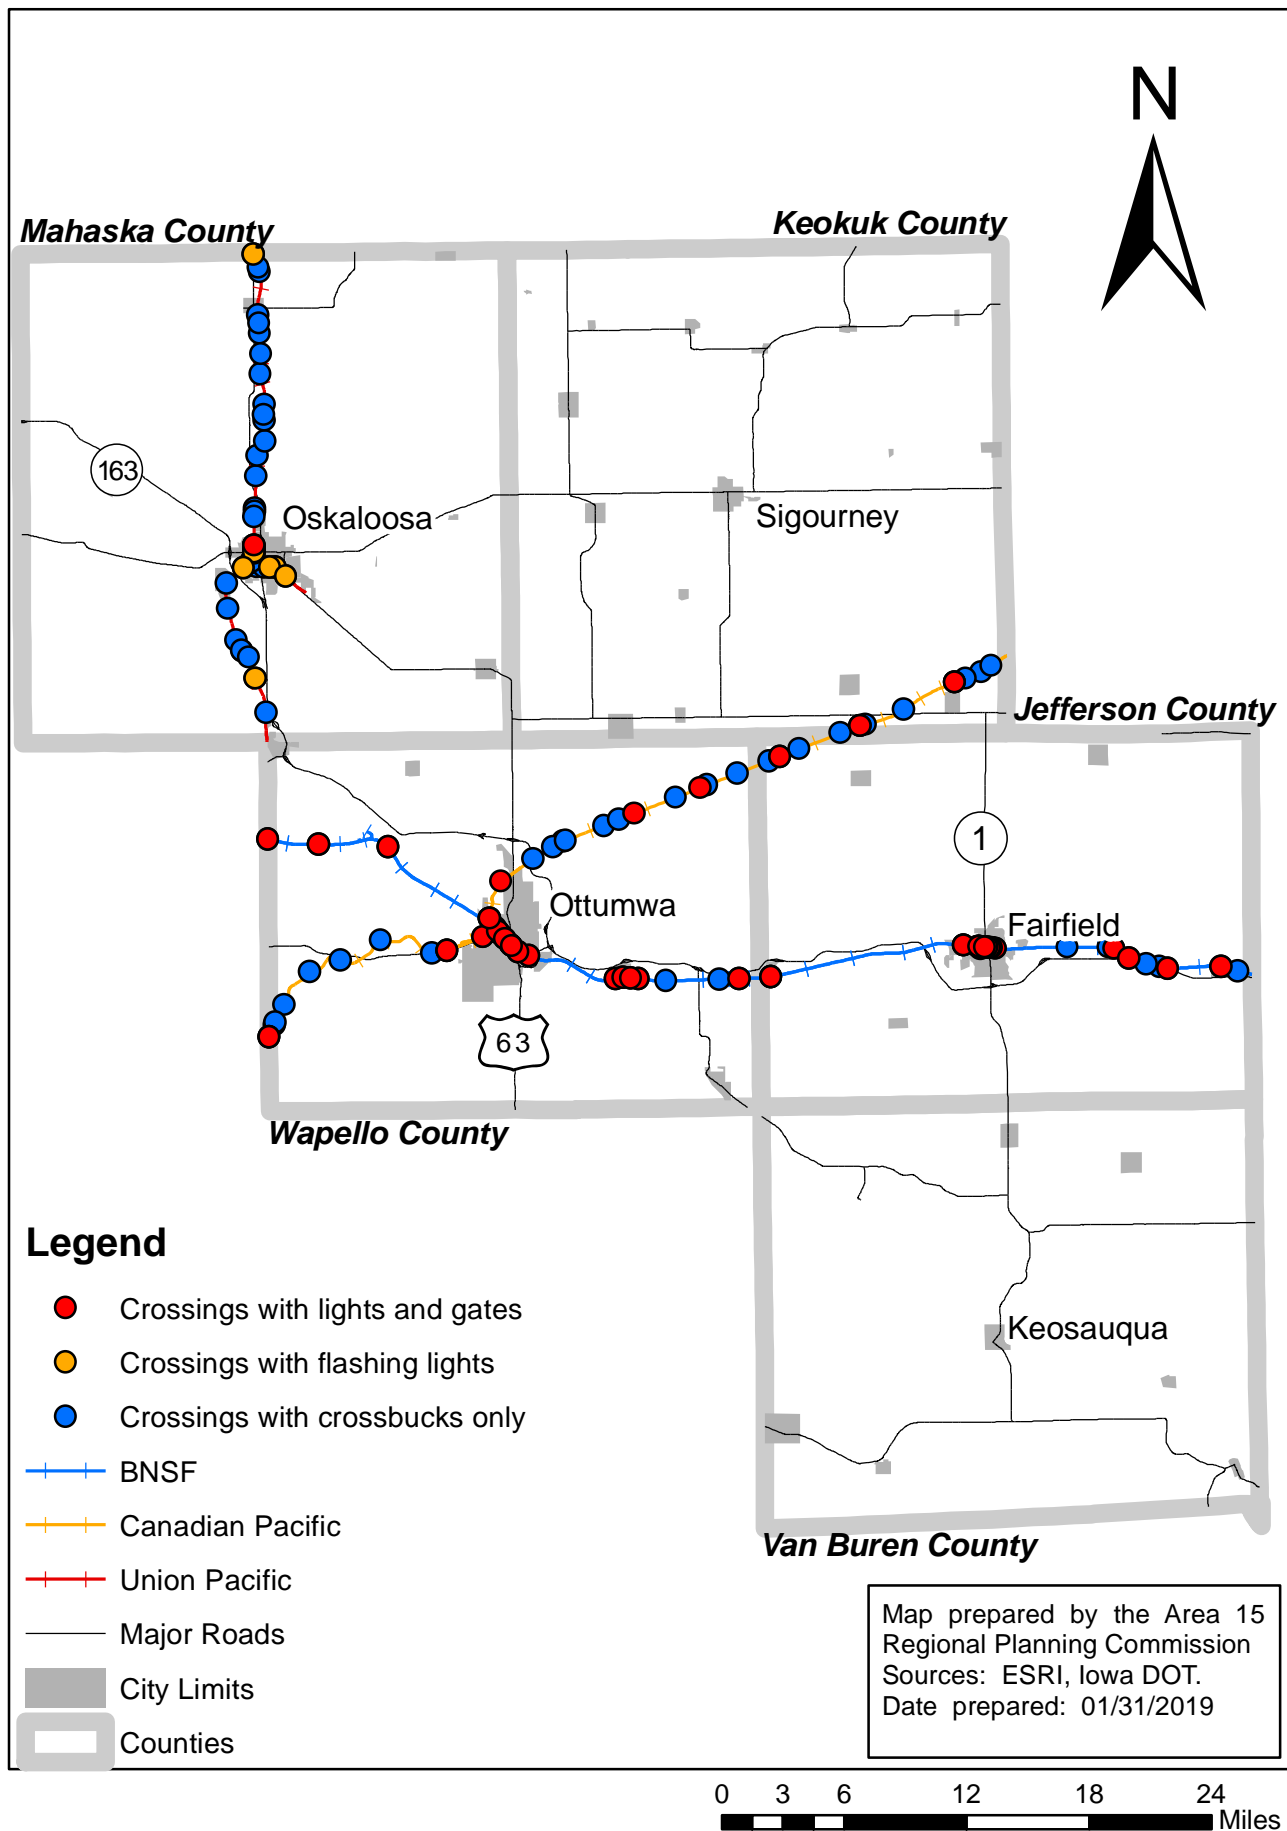 N
Mahaska County
Keokuk County
163
Oskaloosa
Sigourney
Jefferson County
1
Ottumwa
Fairfield
63
Wapello County
Keosauqua
Van Buren County
Legend
Crossings with lights and gates
Crossings with flashing lights
Crossings with crossbucks only
BNSF
Canadian Pacific
Union Pacific
Major Roads
City Limits
Counties
Map prepared by the Area 15
Regional Planning Commission
Sources: ESRI, Iowa DOT.
Date prepared: 01/31/2019
0 3 6 12 18 24
Miles